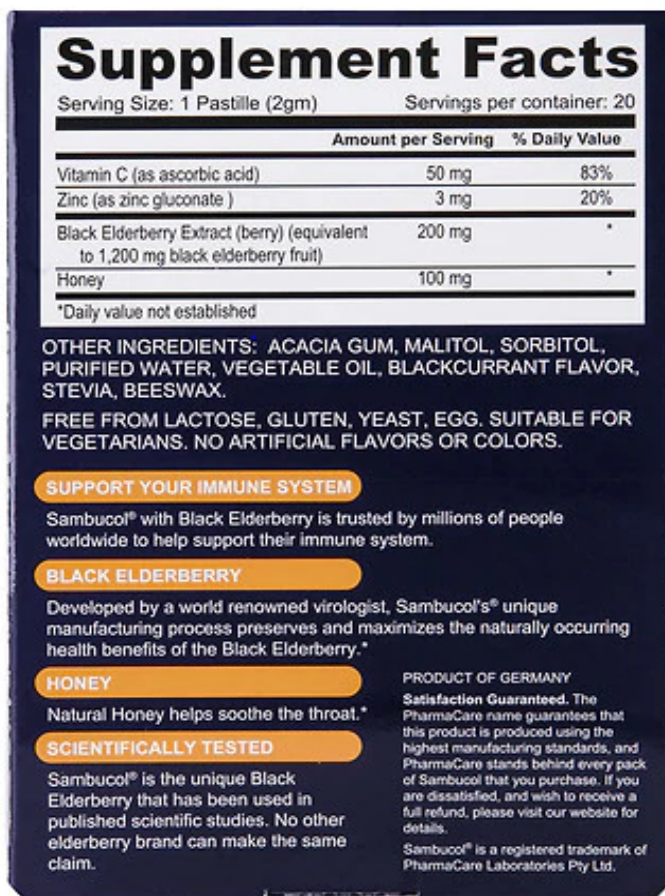 Supplement Facts
Serving Size: 1 Pastille (2gm) Servings per container: 20
Amount per Serving % Daily Value
Vitamin C (as ascorbic acid) 50 mg 83%
Zinc (as zinc gluconate ) 3 mg 20%
Black Elderberry Extract (berry) (equivalent 200 mg *
to 1,200 mg black elderberry fruit)
Honey 100 mg *
*Daily value not established
OTHER INGREDIENTS: ACACIA GUM, MALITOL, SORBITOL,
PURIFIED WATER, VEGETABLE OIL, BLACKCURRANT FLAVOR,
STEVIA, BEESWAX.
FREE FROM LACTOSE, GLUTEN, YEAST, EGG. SUITABLE FOR
VEGETARIANS. NO ARTIFICIAL FLAVORS OR COLORS.
SUPPORT YOUR IMMUNE SYSTEM
Sambucol® with Black Elderberry is trusted by millions of people
worldwide to help support their immune system.
BLACK ELDERBERRY
Developed by a world renowned virologist, Sambucol's® unique
manufacturing process preserves and maximizes the naturally occurring
health benefits of the Black Elderberry.*
HONEY
Natural Honey helps soothe the throat.*
SCIENTIFICALLY TESTED
Sambucol® is the unique Black
Elderberry that has been used in
published scientific studies. No other
elderberry brand can make the same
claim.
PRODUCT OF GERMANY
Satisfaction Guaranteed. The
PharmaCare name guarantees that
this product is produced using the
highest manufacturing standards, and
PharmaCare stands behind every pack
of Sambucol that you purchase. If you
are dissatisfied, and wish to receive a
full refund, please visit our website for
details.
Sambucol® is a registered trademark of
PharmaCare Laboratories Pty Ltd.